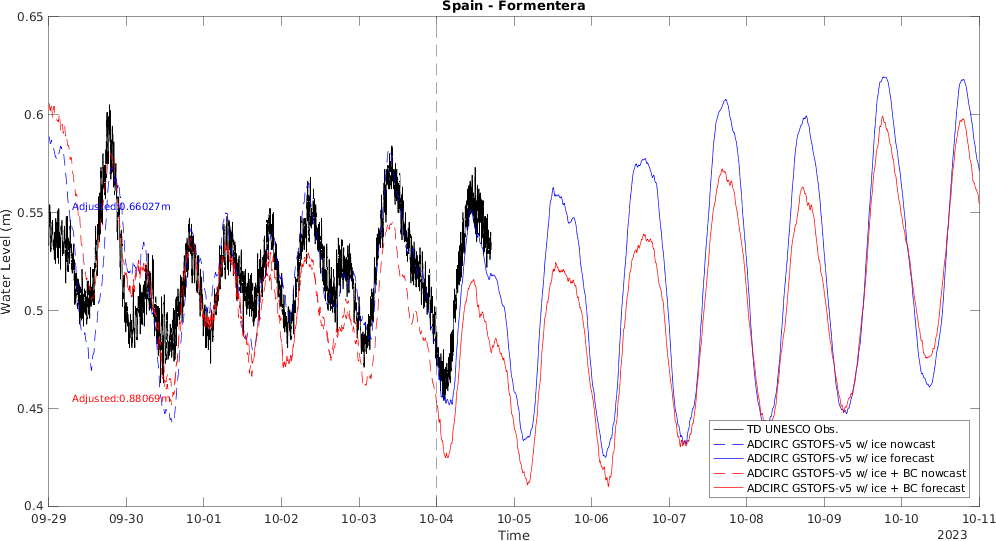 Spain - Formentera
0.65
0.6
0.55
0.5
0.45
0.4
Water Level (m)
Adjusted:0.66027m
Adjusted:0.88069m
TD UNESCO Obs.
ADCIRC GSTOFS-v5 w/ ice nowcast
ADCIRC GSTOFS-v5 w/ ice forecast
ADCIRC GSTOFS-v5 w/ ice + BC nowcast
ADCIRC GSTOFS-v5 w/ ice + BC forecast
09-29 09-30 10-01 10-02 10-03 10-04 10-05 10-06 10-07 10-08 10-09 10-10 10-11
Time
2023